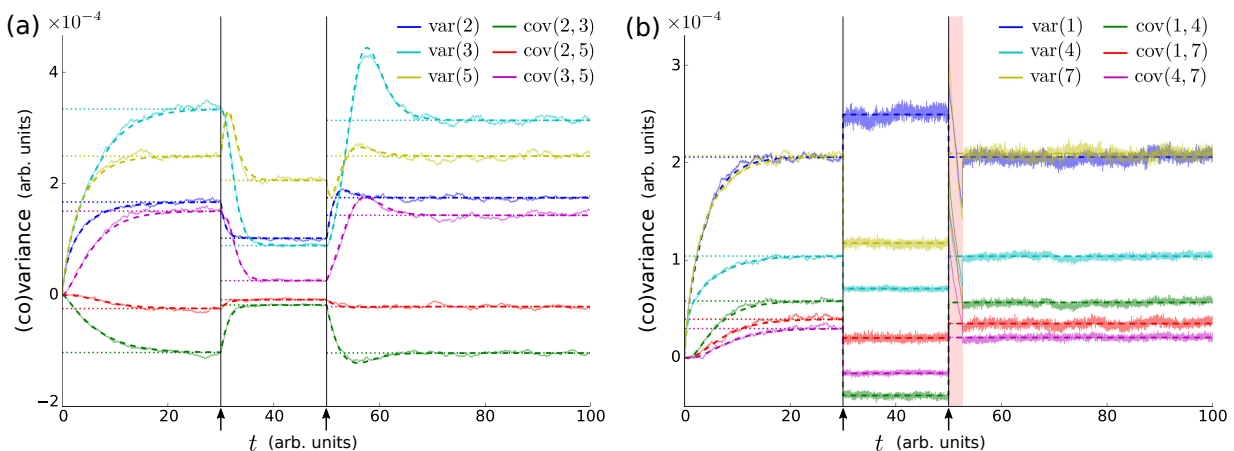 (a)
×10⁻⁴
var(2)
cov(2, 3)
var(3)
cov(2, 5)
var(5)
cov(3, 5)
(co)variance (arb. units)
4
2
0
−2
0
20
40
60
80
100
t (arb. units)
(b)
×10⁻⁴
var(1)
cov(1, 4)
var(4)
cov(1, 7)
var(7)
cov(4, 7)
(co)variance (arb. units)
3
2
1
0
0
20
40
60
80
100
t (arb. units)